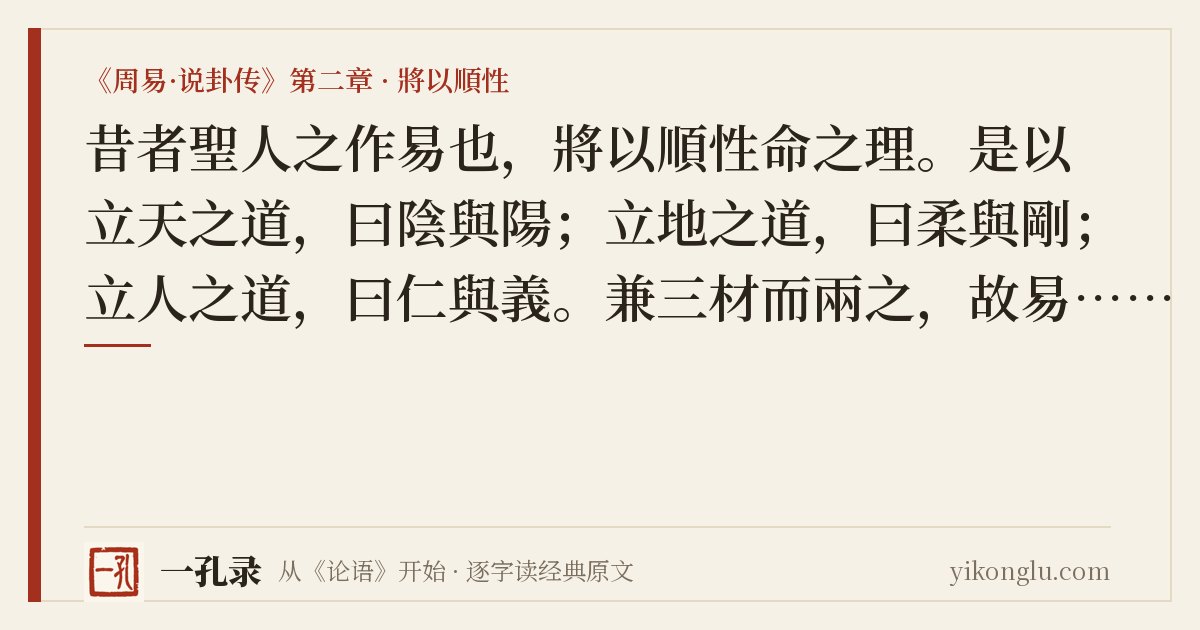 《周易·说卦传》第二章 · 將以順性
昔者聖人之作易也，將以順性命之理。是以
立天之道，曰陰與陽；立地之道，曰柔與剛；
立人之道，曰仁與義。兼三材而兩之，故易……
一孔
一孔录 从《论语》开始 · 逐字读经典原文 yikonglu.com